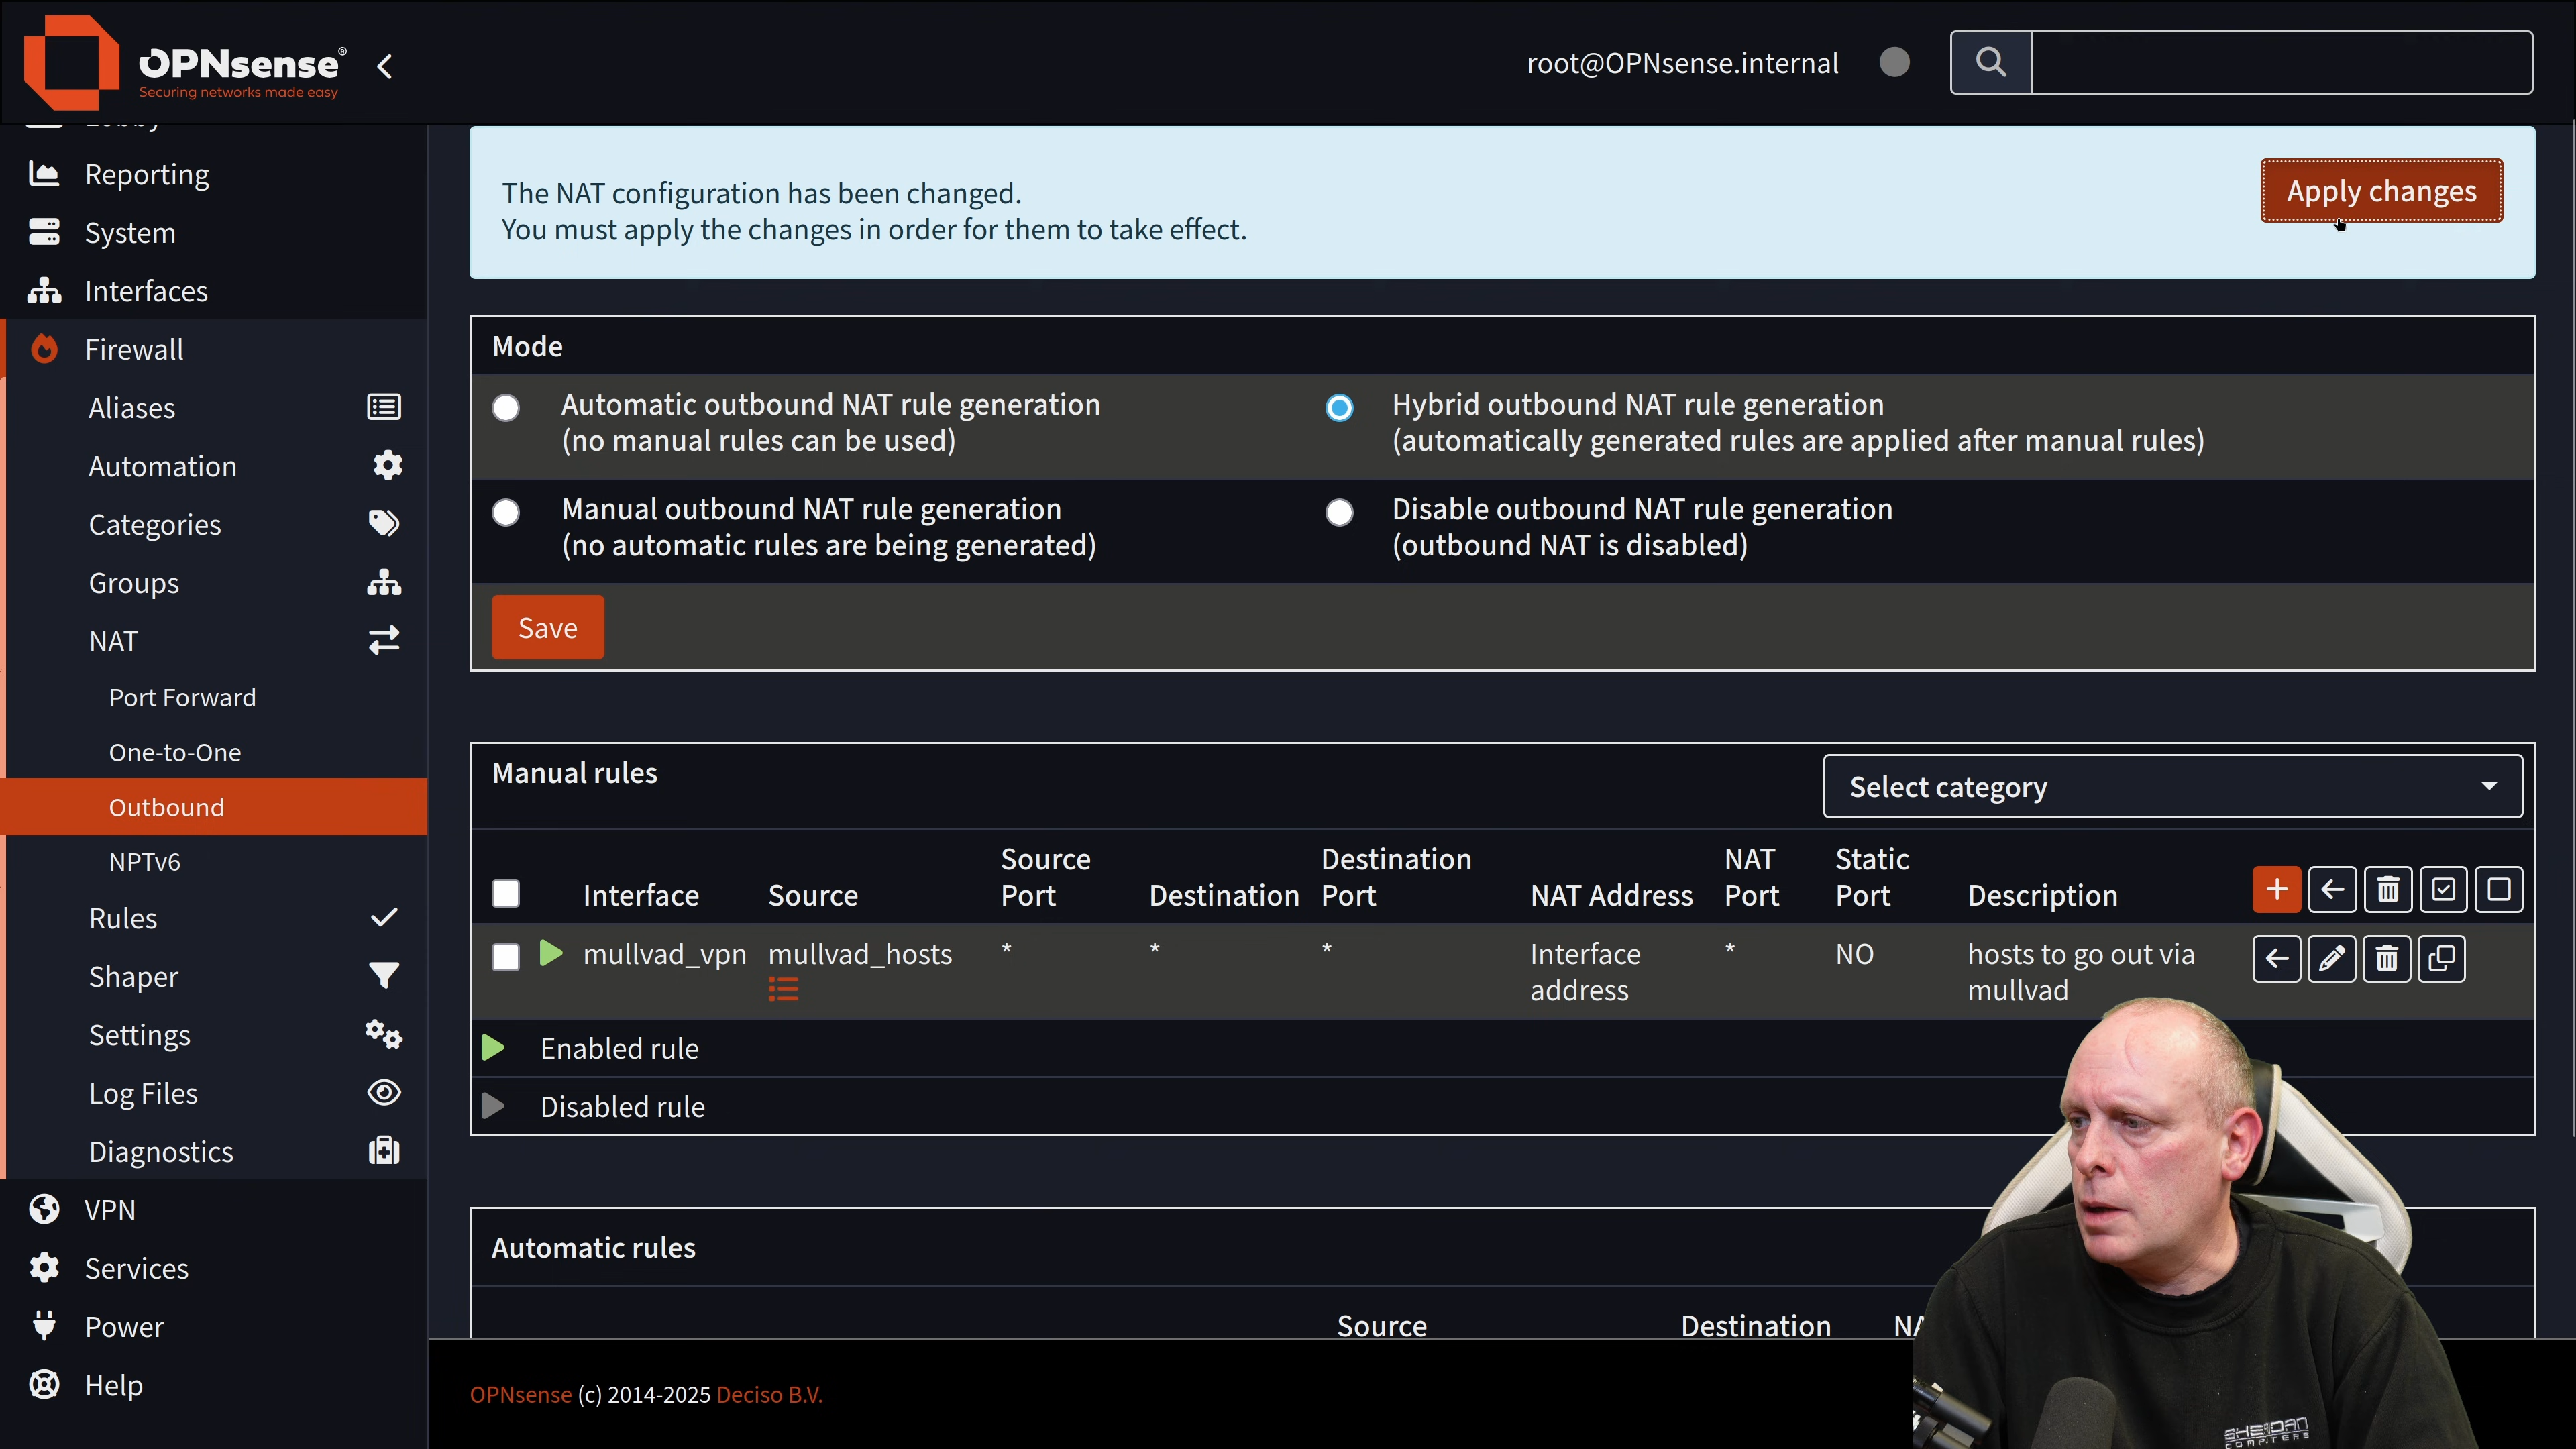 OPNsense®
Securing networks made easy
root@OPNsense.internal
Lobby
Reporting
System
Interfaces
Firewall
Aliases
Automation
Categories
Groups
NAT
Port Forward
One-to-One
Outbound
NPTv6
Rules
Shaper
Settings
Log Files
Diagnostics
VPN
Services
Power
Help
The NAT configuration has been changed.
You must apply the changes in order for them to take effect.
Apply changes
Mode
Automatic outbound NAT rule generation
(no manual rules can be used)
Hybrid outbound NAT rule generation
(automatically generated rules are applied after manual rules)
Manual outbound NAT rule generation
(no automatic rules are being generated)
Disable outbound NAT rule generation
(outbound NAT is disabled)
Save
Manual rules
Select category
Interface Source Source Port Destination Destination Port NAT Address NAT Port Static Port Description
mullvad_vpn mullvad_hosts * * * Interface address * NO hosts to go out via mullvad
Enabled rule
Disabled rule
Automatic rules
Source Destination NA
OPNsense (c) 2014-2025 Deciso B.V.
SHERIDAN
COMPUTERS